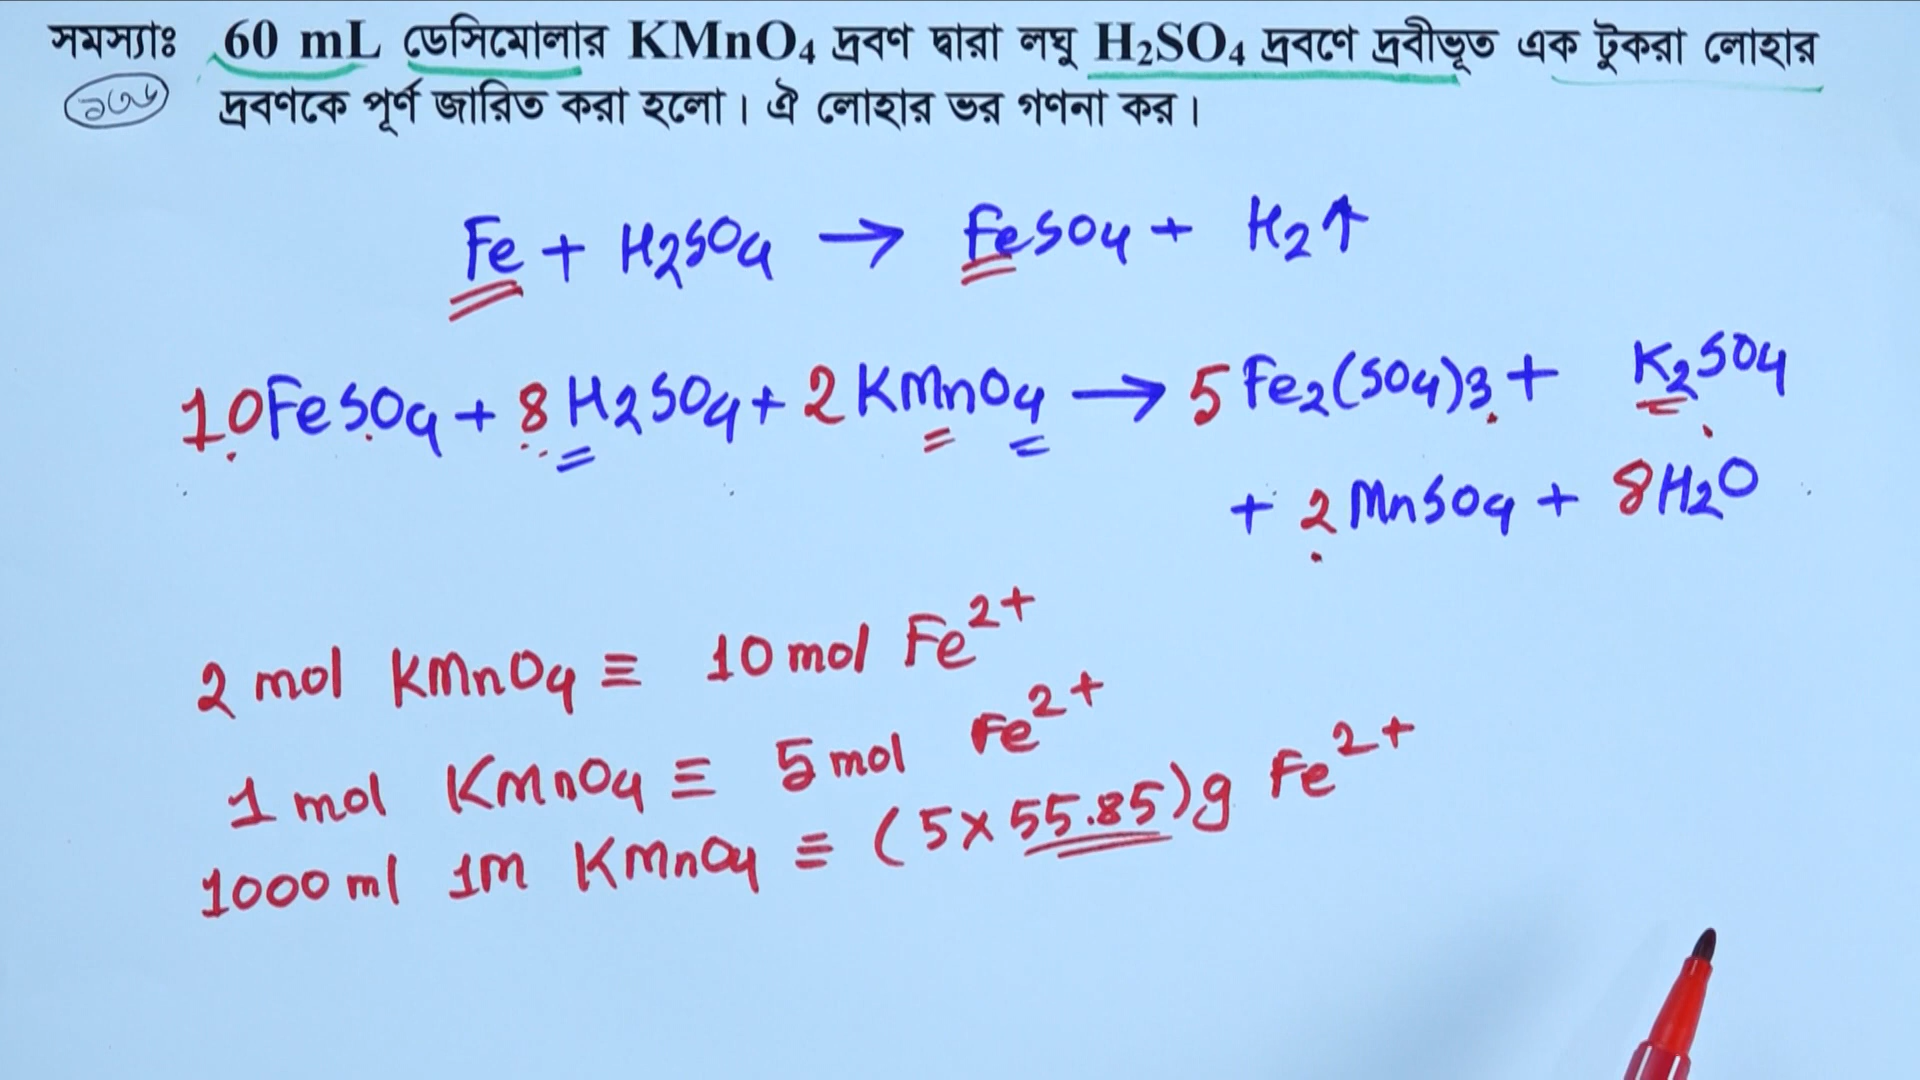 সমস্যাঃ 60 mL ডেসিমোলার KMnO₄ দ্রবণ দ্বারা লঘু H₂SO₄ দ্রবণে দ্রবীভূত এক টুকরা লোহার
দ্রবণকে পূর্ণ জারিত করা হলো। ঐ লোহার ভর গণনা কর।
Fe + H₂SO₄ → FeSO₄ + H₂↑
10FeSO₄ + 8H₂SO₄ + 2KMnO₄ → 5Fe₂(SO₄)₃ + K₂SO₄
+ 2MnSO₄ + 8H₂O
2 mol KMnO₄ ≡ 10 mol Fe²⁺
1 mol KMnO₄ ≡ 5 mol Fe²⁺
1000 ml 1M KMnO₄ ≡ (5×55.85)g Fe²⁺